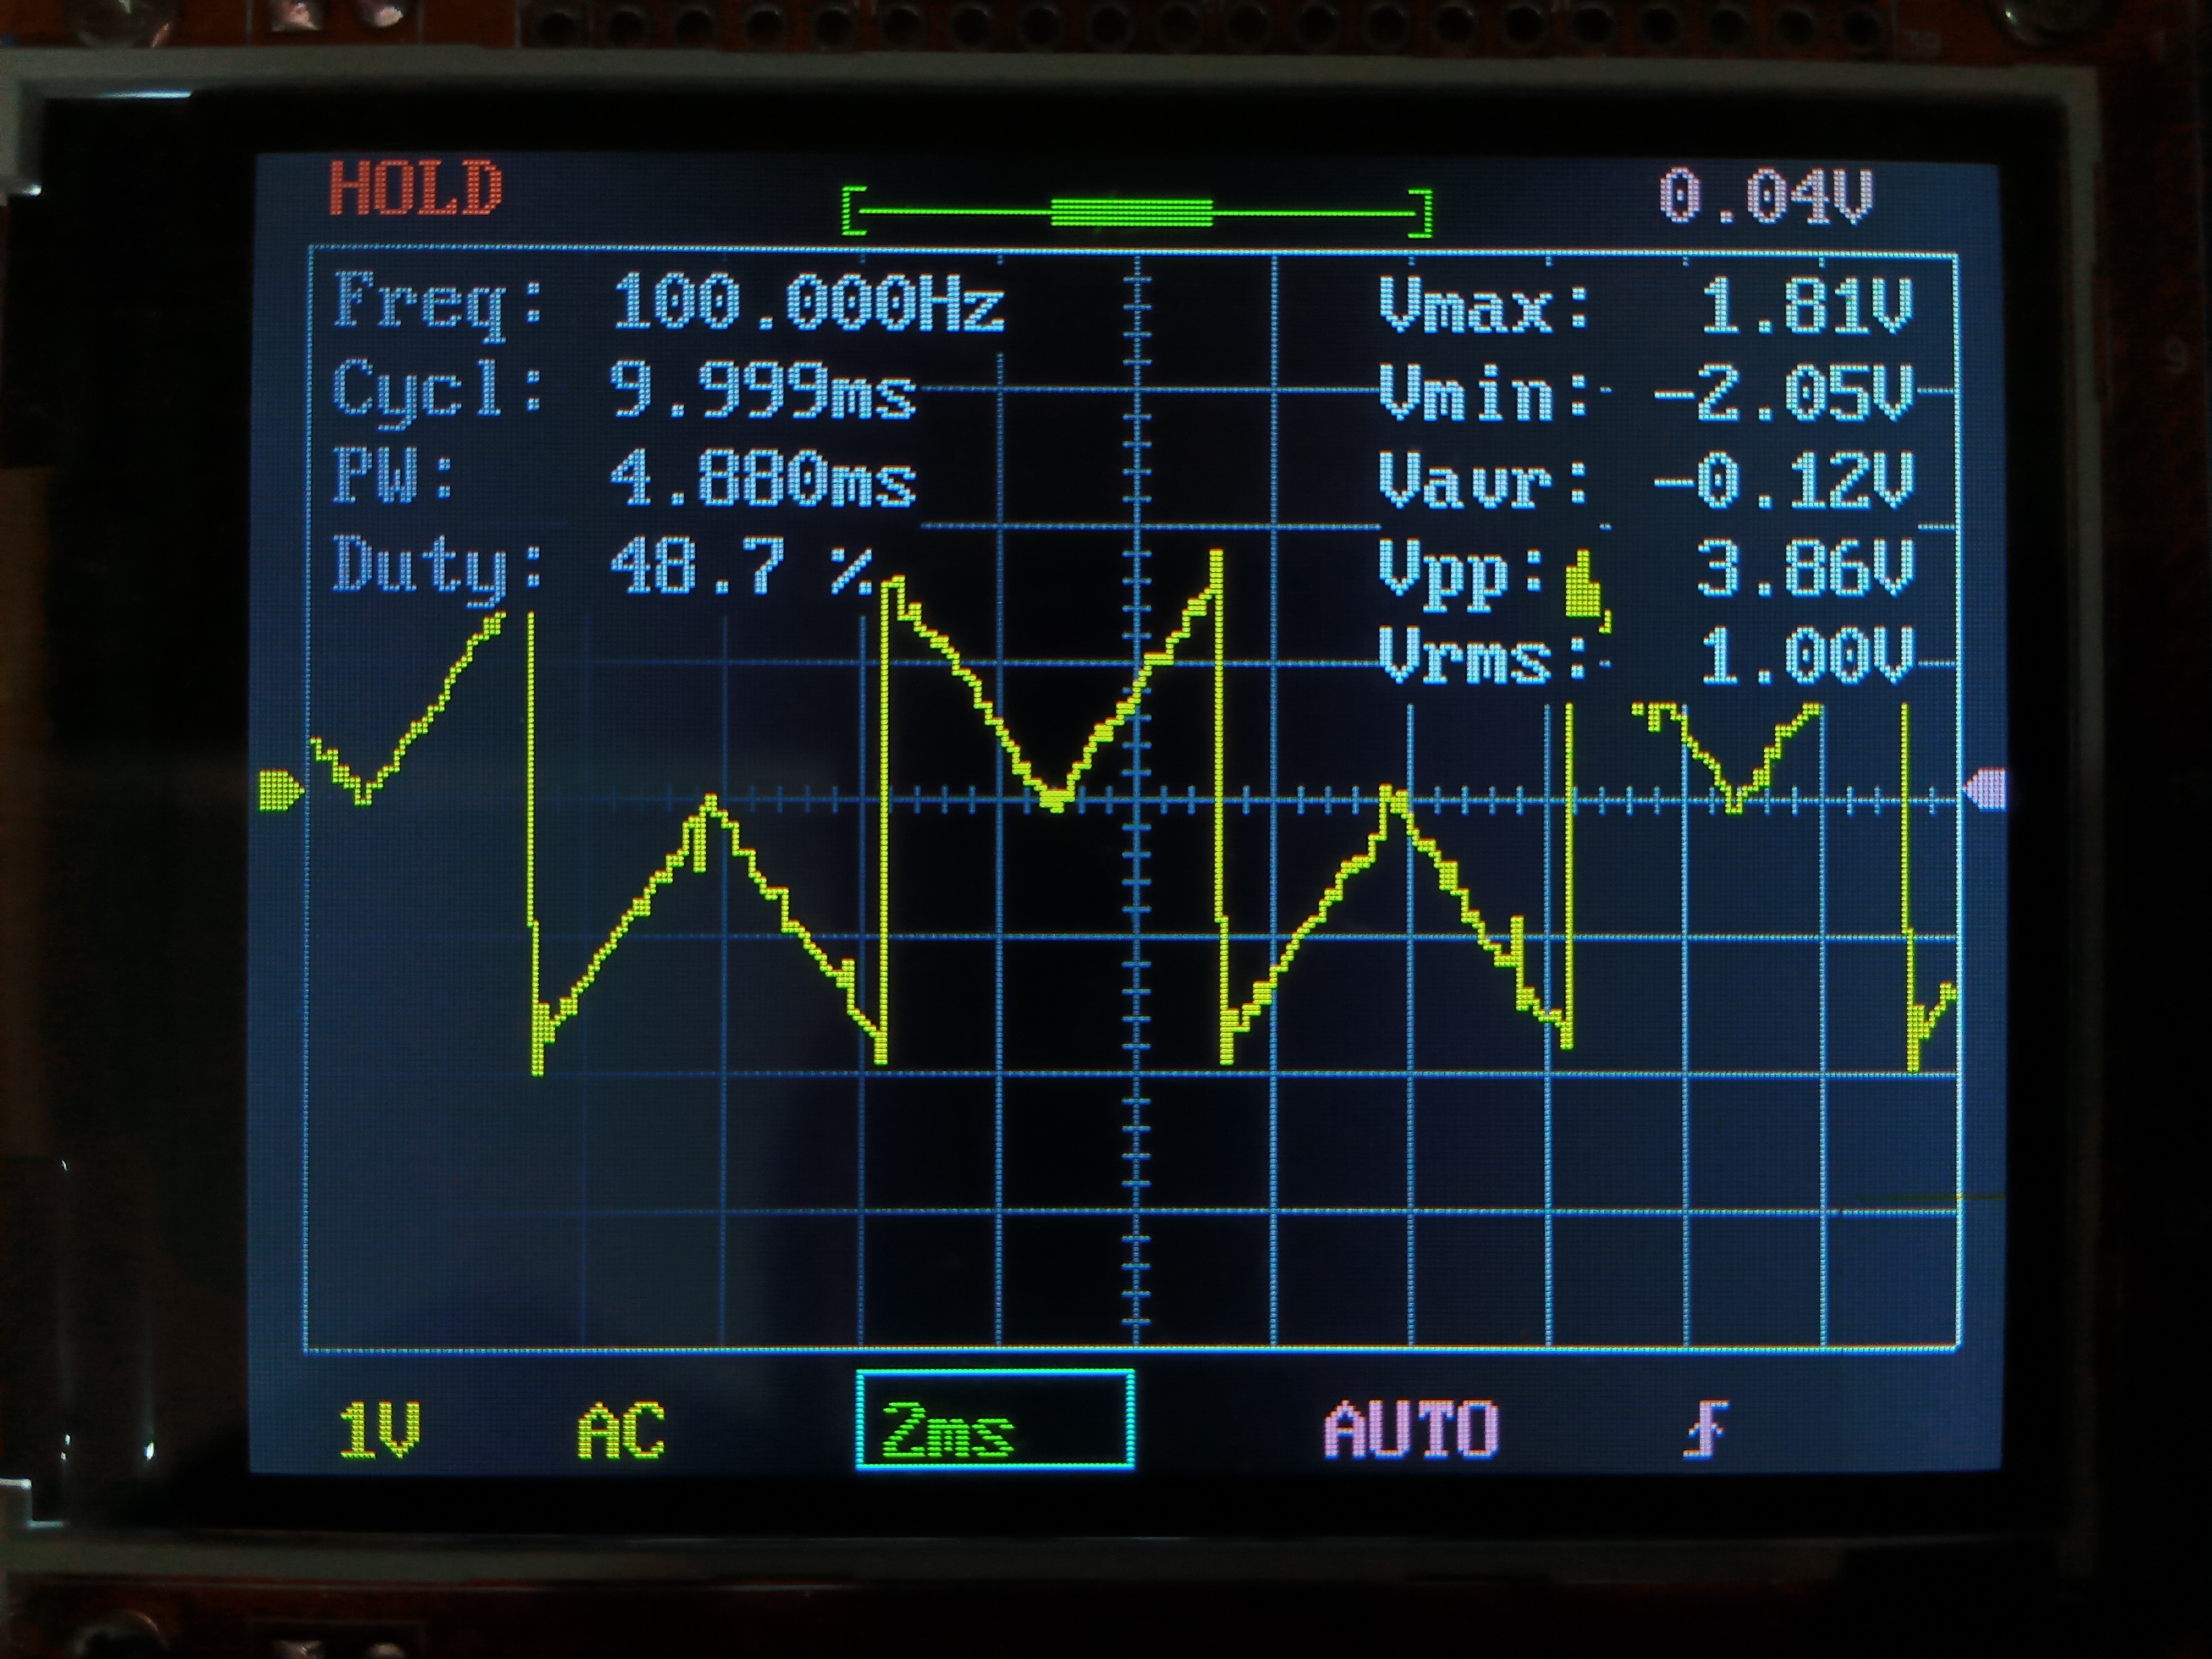 HOLD 0.04V
Freq: 100.000Hz Vmax: 1.81V
Cycl: 9.999ms Vmin: -2.05V
PW: 4.880ms Vavr: -0.12V
Duty: 48.7 % Vpp: 3.86V
Vrms: 1.00V
1V AC 2ms AUTO